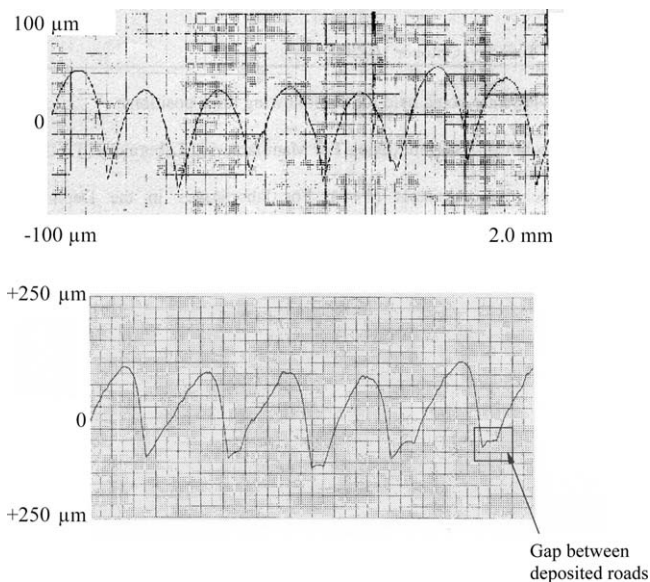 100 µm
0
-100 µm
2.0 mm
+250 µm
0
+250 µm
Gap between
deposited roads